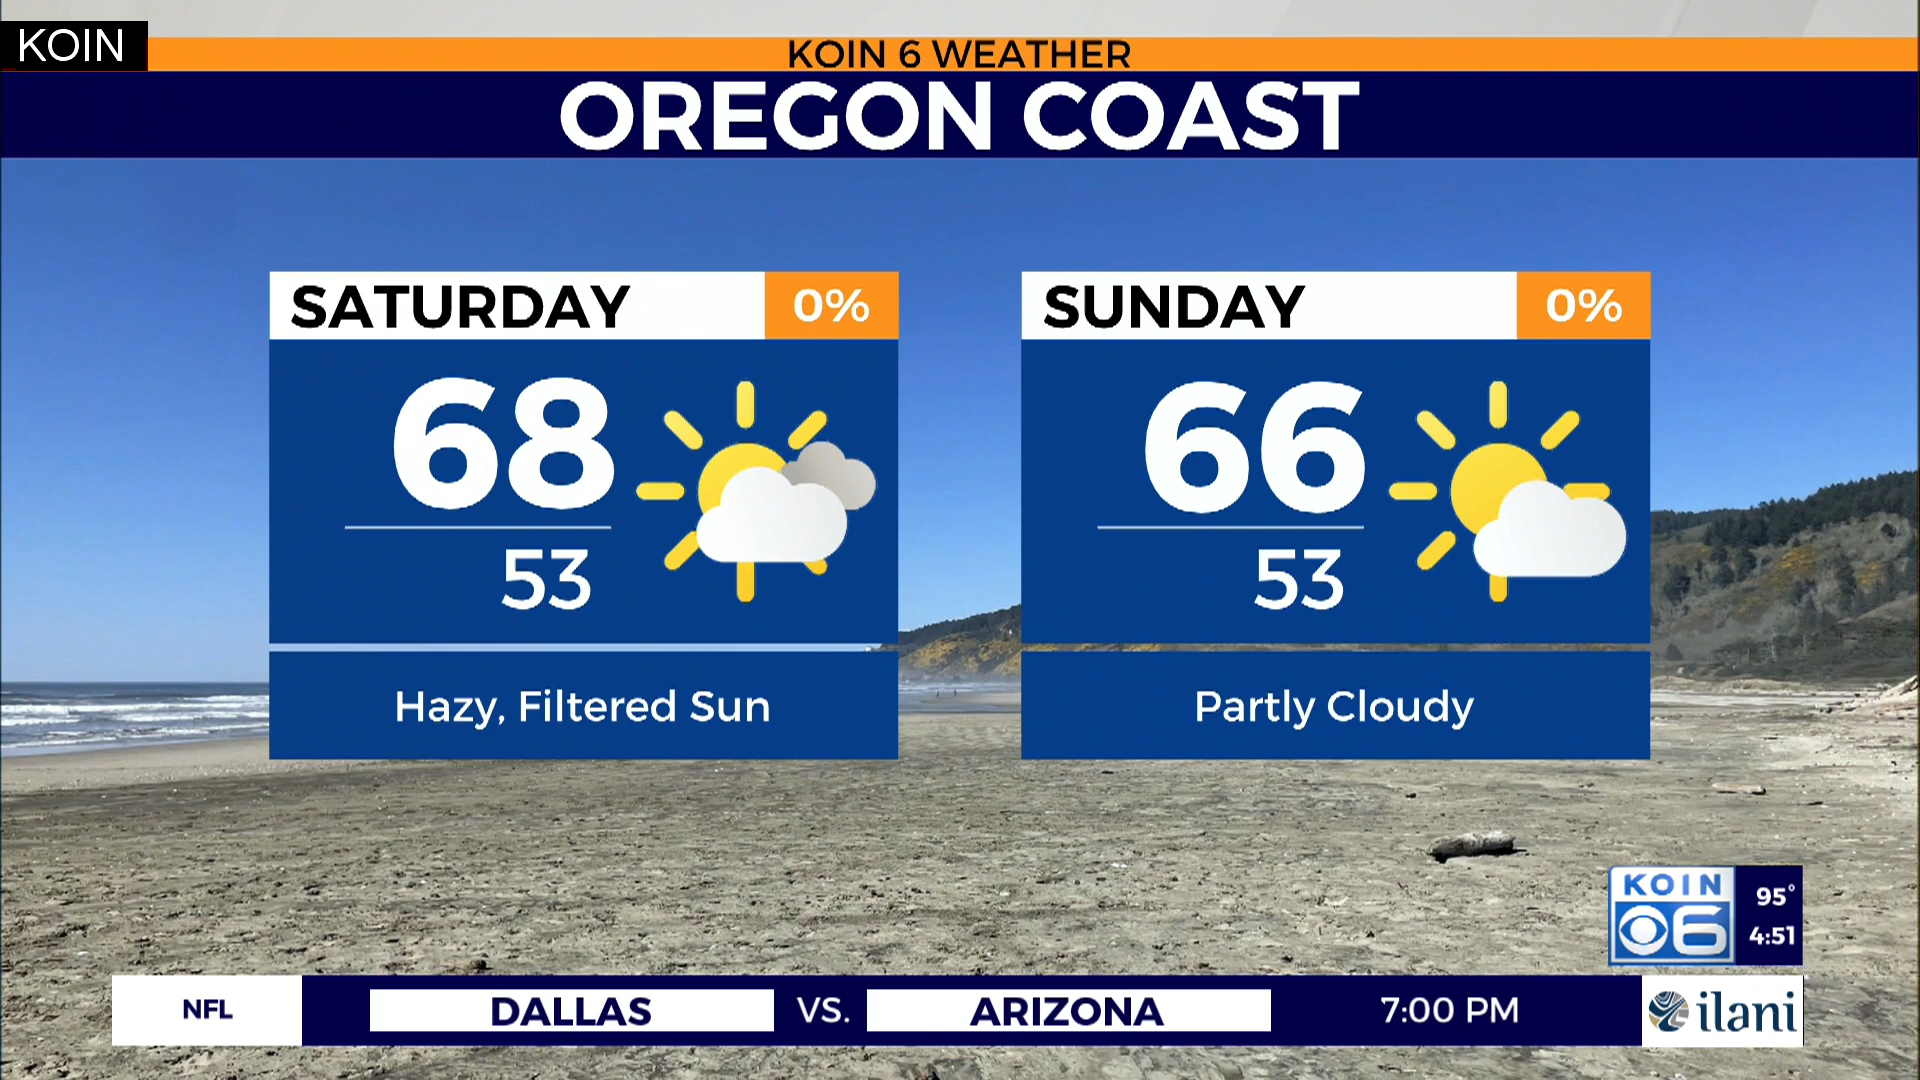 KOIN
KOIN 6 WEATHER
OREGON COAST
SATURDAY 0%
68
53
Hazy, Filtered Sun
SUNDAY 0%
66
53
Partly Cloudy
KOIN
6
95°
4:51
NFL DALLAS VS. ARIZONA 7:00 PM ilani